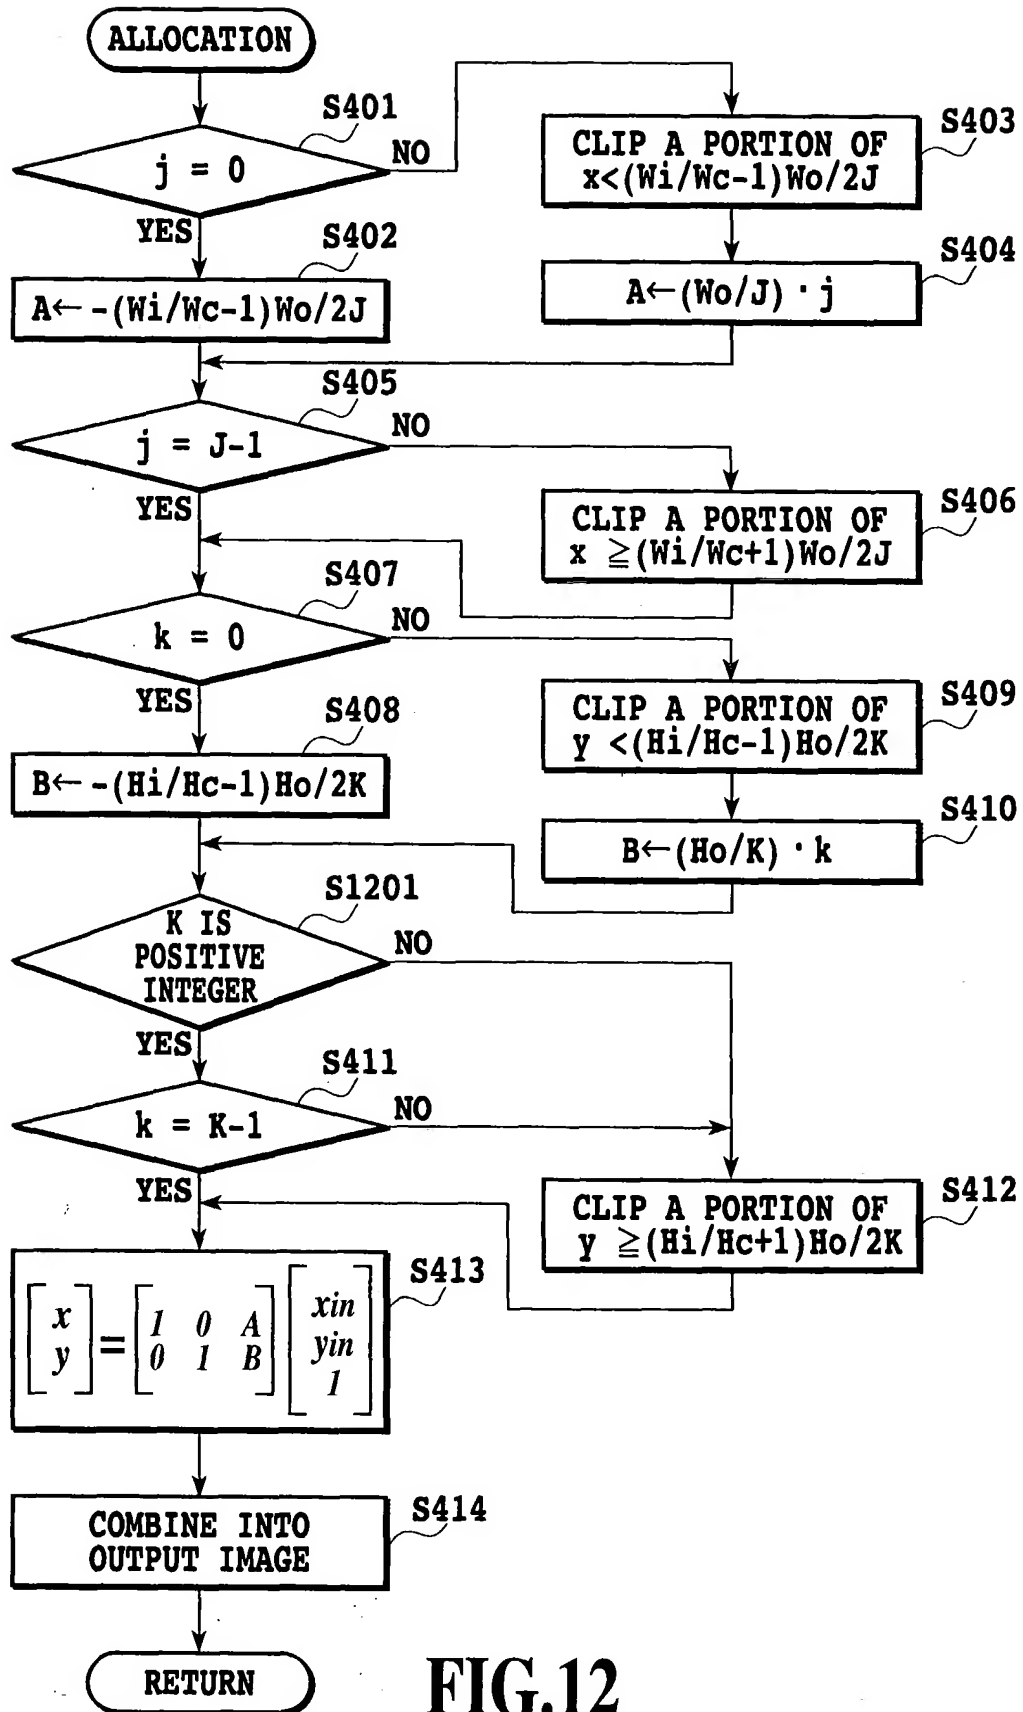 ALLOCATION
S401
j = 0
NO
YES
S403
CLIP A PORTION OF
x<(Wi/Wc-1)Wo/2J
S402
A←-(Wi/Wc-1)Wo/2J
S404
A←(Wo/J)·j
S405
j = J-1
NO
YES
S406
CLIP A PORTION OF
x ≧(Wi/Wc+1)Wo/2J
S407
k = 0
NO
YES
S409
CLIP A PORTION OF
y <(Hi/Hc-1)Ho/2K
S408
B←-(Hi/Hc-1)Ho/2K
S410
B←(Ho/K)·k
S1201
K IS
POSITIVE
INTEGER
NO
YES
S411
k = K-1
NO
YES
S412
CLIP A PORTION OF
y ≧(Hi/Hc+1)Ho/2K
S413
[x y] = [1 0 A 0 1 B] [xin yin 1]
S414
COMBINE INTO
OUTPUT IMAGE
RETURN
FIG.12